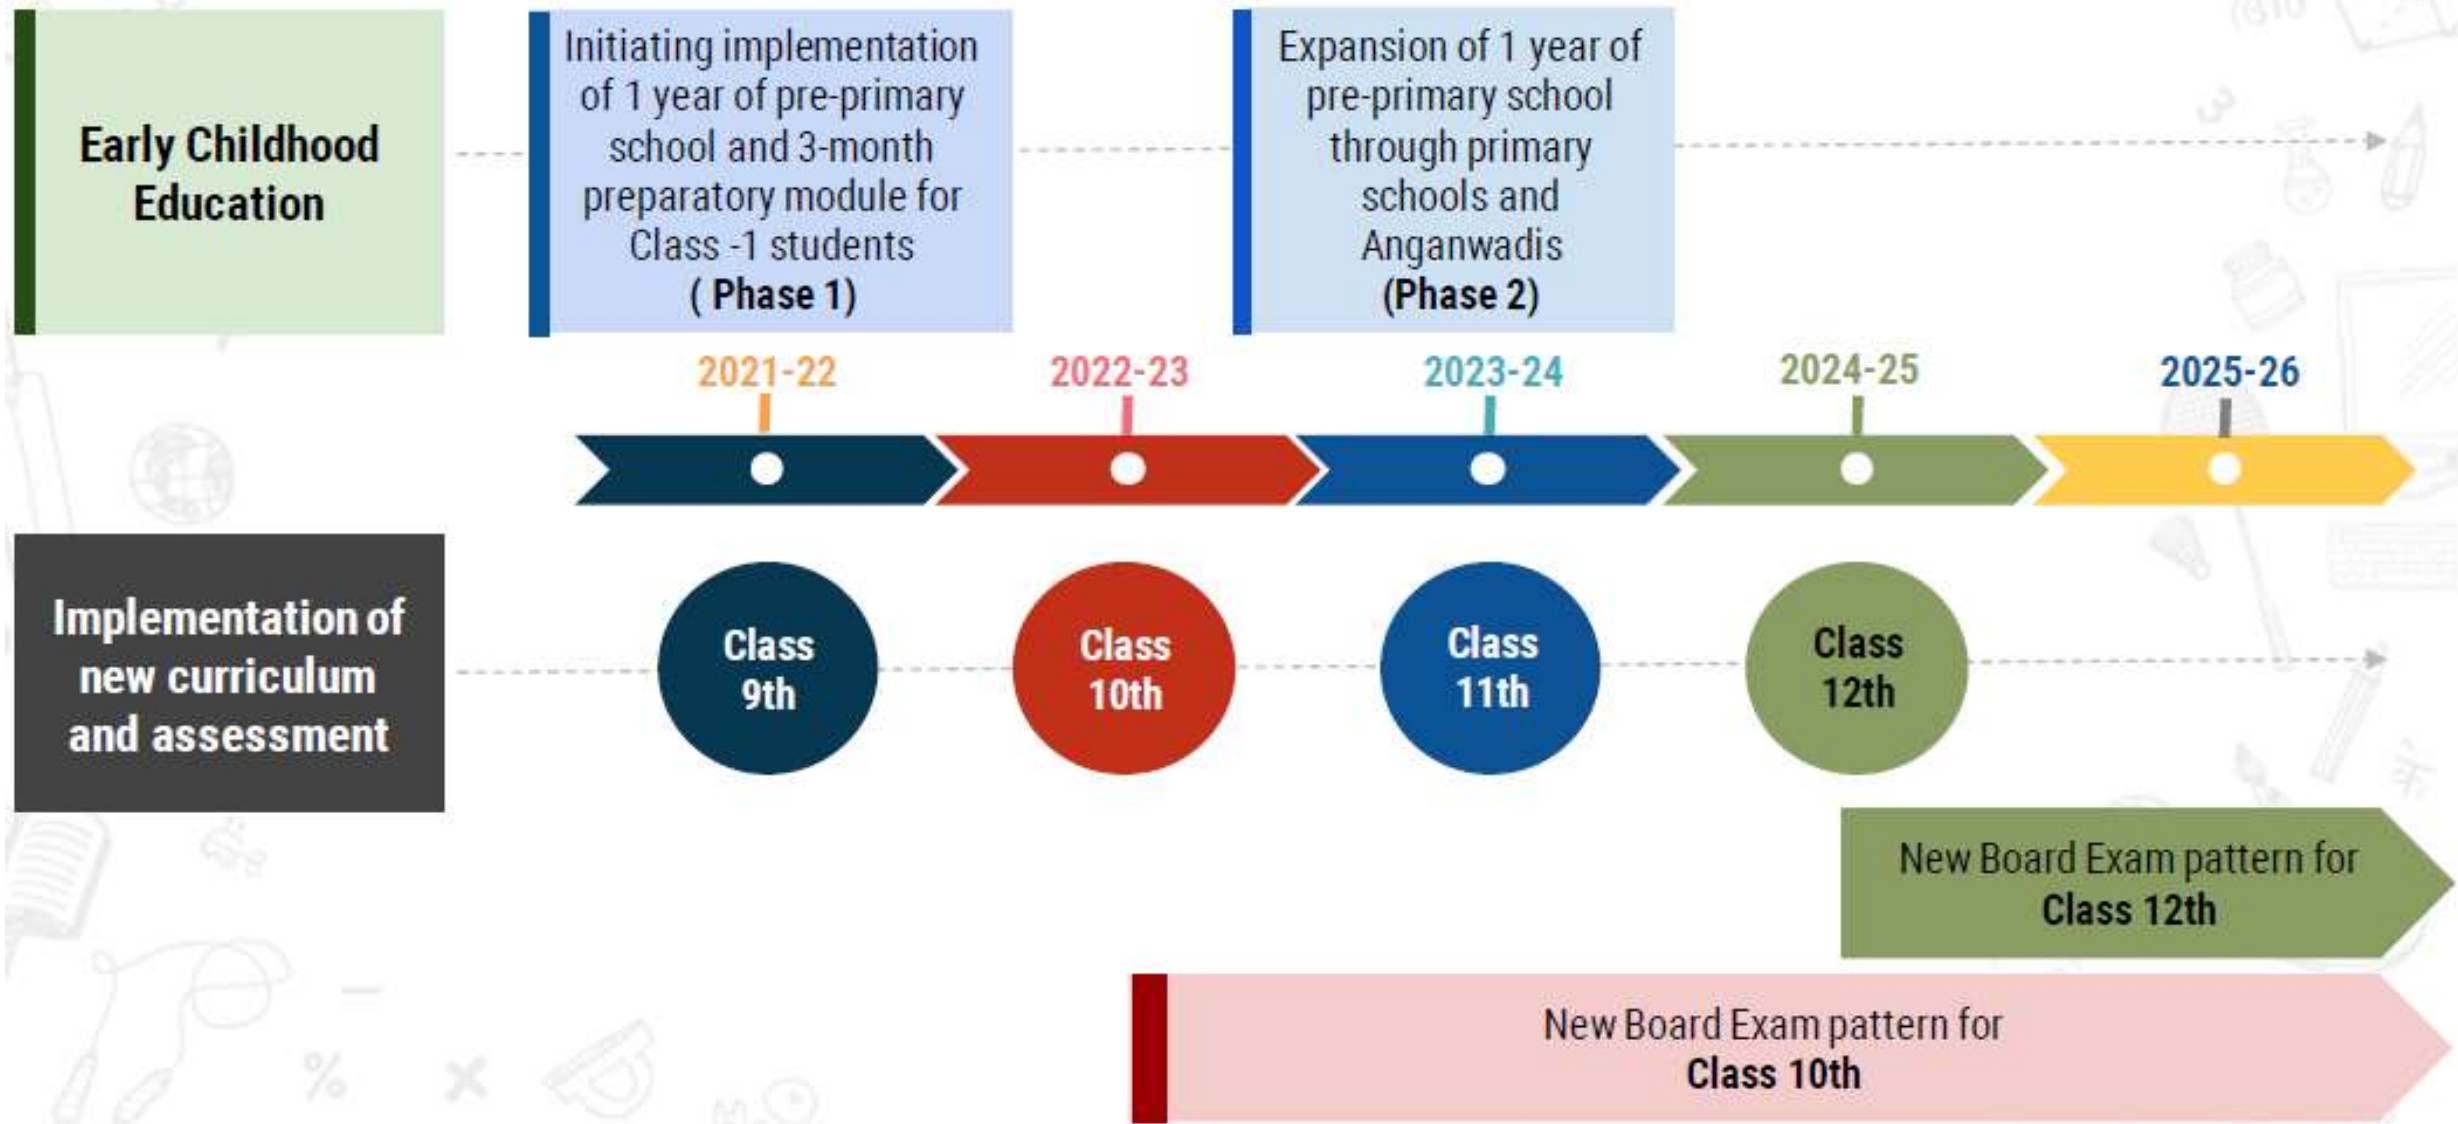 Early Childhood
Education
Initiating implementation
of 1 year of pre-primary
school and 3-month
preparatory module for
Class -1 students
( Phase 1)
Expansion of 1 year of
pre-primary school
through primary
schools and
Anganwadis
(Phase 2)
2021-22
2022-23
2023-24
2024-25
2025-26
Implementation of
new curriculum
and assessment
Class
9th
Class
10th
Class
11th
Class
12th
New Board Exam pattern for
Class 12th
New Board Exam pattern for
Class 10th